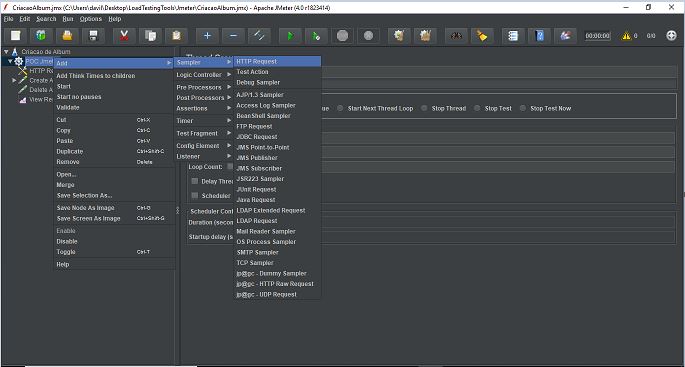 CriacaoAlbum.jmx (C:\Users\davil\Desktop\LoadTestingTools\Jmeter\CriacaoAlbum.jmx) - Apache JMeter (4.0 r1823414)
File Edit Search Run Options Help
00:00:00 0 0/0
Criacao de Album
POC Jme
HTTP Re
Create A
Delete A
View Res
Add
Add Think Times to children
Start
Start no pauses
Validate
Cut Ctrl-X
Copy Ctrl-C
Paste Ctrl-V
Duplicate Ctrl+Shift-C
Remove Delete
Open...
Merge
Save Selection As...
Save Node As Image Ctrl-G
Save Screen As Image Ctrl+Shift-G
Enable
Disable
Toggle Ctrl-T
Help
Sampler
Logic Controller
Pre Processors
Post Processors
Assertions
Timer
Test Fragment
Config Element
Listener
HTTP Request
Test Action
Debug Sampler
AJP/1.3 Sampler
Access Log Sampler
BeanShell Sampler
FTP Request
JDBC Request
JMS Point-to-Point
JMS Publisher
JMS Subscriber
JSR223 Sampler
JUnit Request
Java Request
LDAP Extended Request
LDAP Request
Mail Reader Sampler
OS Process Sampler
SMTP Sampler
TCP Sampler
jp@gc - Dummy Sampler
jp@gc - HTTP Raw Request
jp@gc - UDP Request
ue Start Next Thread Loop Stop Thread Stop Test Stop Test Now
Loop Count:
Delay Threa
Scheduler
Scheduler Conf
Duration (secon
Startup delay (s